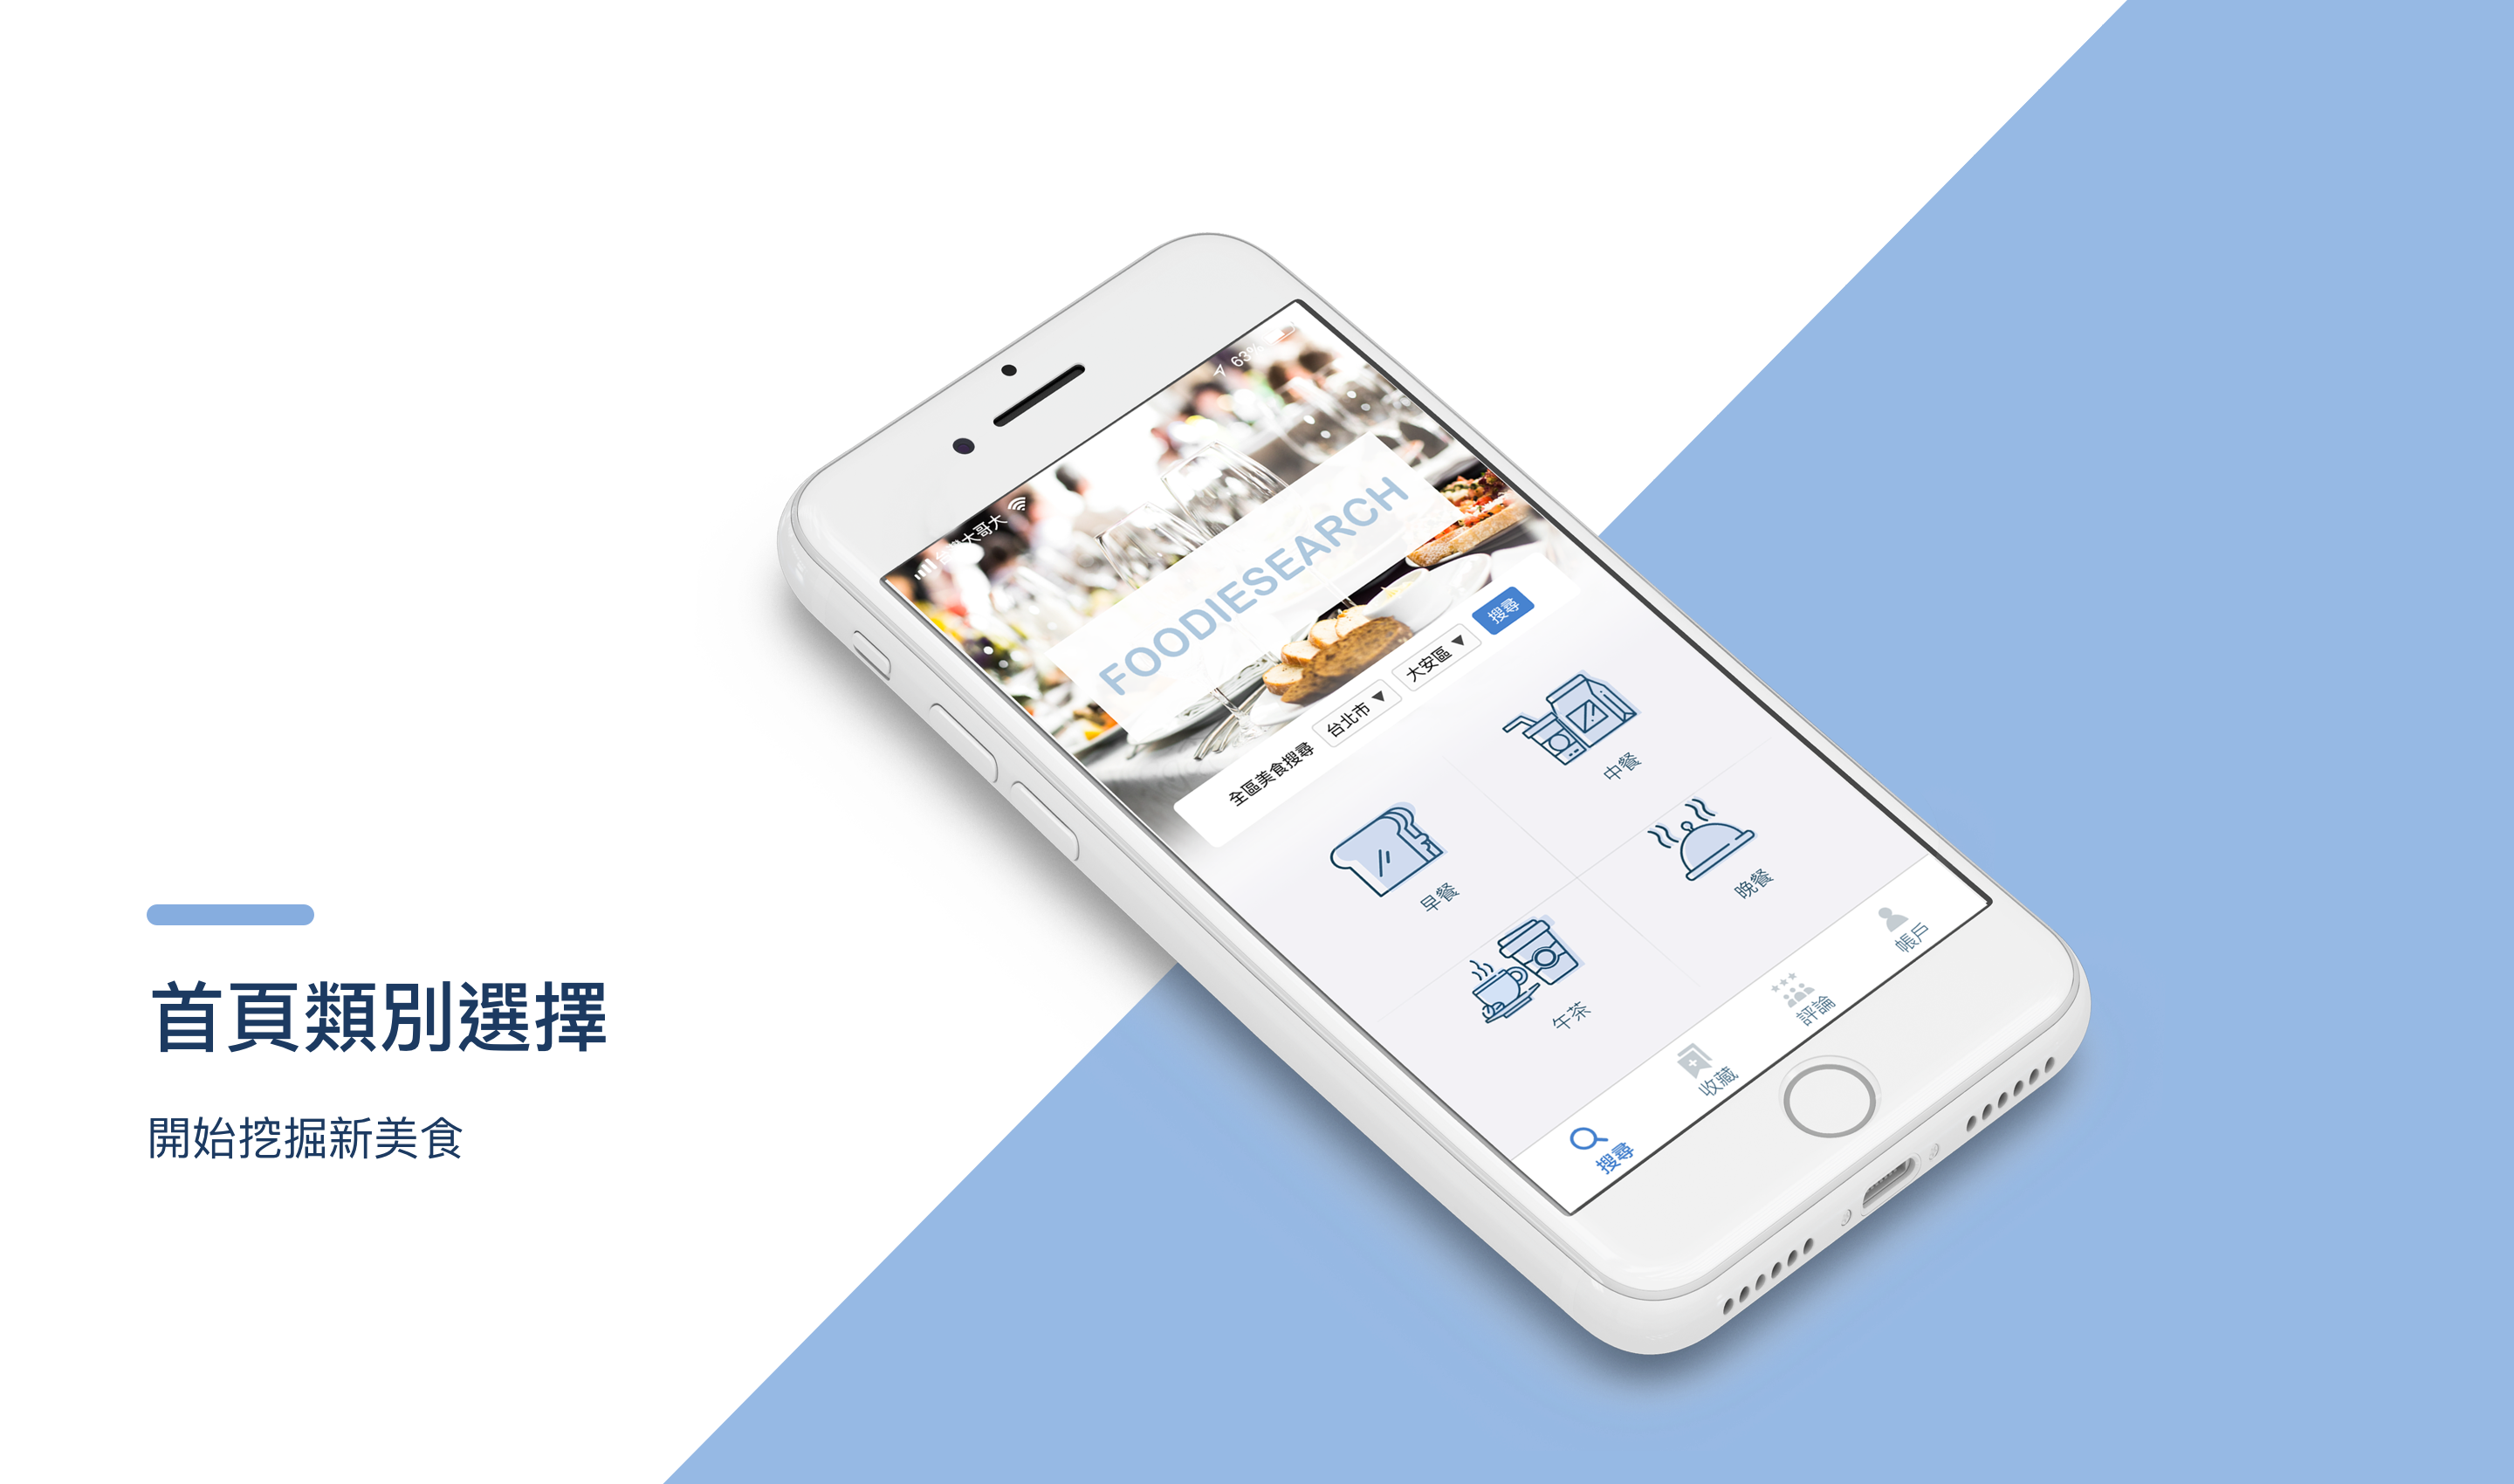 首頁類別選擇
開始挖掘新美食
台灣大哥大
63%
FOODIESEARCH
全區美食搜尋 台北市 ▼ 大安區 ▼ 搜尋
早餐 中餐
午茶 晚餐
搜尋 收藏 評論 帳戶